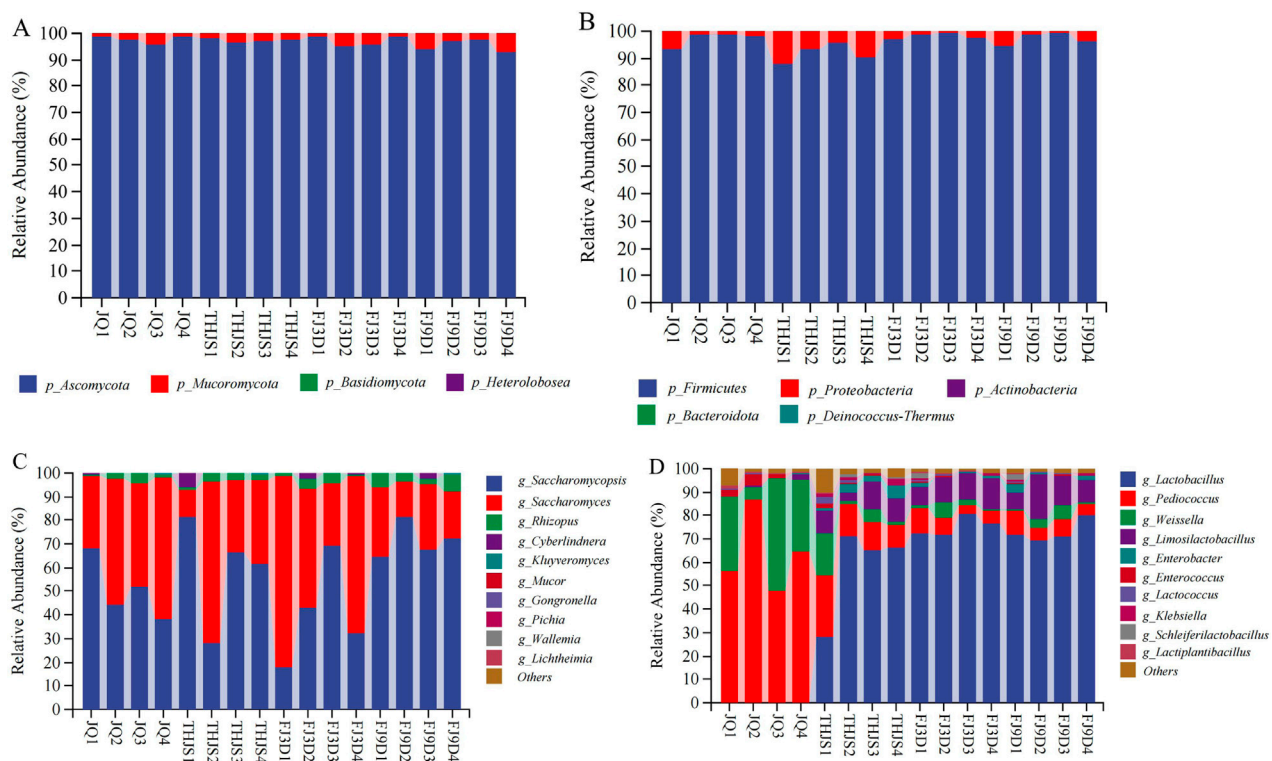 A
Relative Abundance (%)
100
90
80
70
60
50
40
30
20
10
0
JQ1 JQ2 JQ3 JQ4 THJS1 THJS2 THJS3 THJS4 FJ3D1 FJ3D2 FJ3D3 FJ3D4 FJ9D1 FJ9D2 FJ9D3 FJ9D4
p_Ascomycota p_Mucoromycota p_Basidiomycota p_Heterolobosea
B
Relative Abundance (%)
100
90
80
70
60
50
40
30
20
10
0
JQ1 JQ2 JQ3 JQ4 THJS1 THJS2 THJS3 THJS4 FJ3D1 FJ3D2 FJ3D3 FJ3D4 FJ9D1 FJ9D2 FJ9D3 FJ9D4
p_Firmicutes p_Proteobacteria p_Actinobacteria
p_Bacteroidota p_Deinococcus-Thermus
C
Relative Abundance (%)
100
90
80
70
60
50
40
30
20
10
0
JQ1 JQ2 JQ3 JQ4 THJS1 THJS2 THJS3 THJS4 FJ3D1 FJ3D2 FJ3D3 FJ3D4 FJ9D1 FJ9D2 FJ9D3 FJ9D4
g_Saccharomycopsis
g_Saccharomyces
g_Rhizopus
g_Cyberlindnera
g_Kluyveromyces
g_Mucor
g_Gongronella
g_Pichia
g_Wallemia
g_Lichtheimia
Others
D
Relative Abundance (%)
100
90
80
70
60
50
40
30
20
10
0
JQ1 JQ2 JQ3 JQ4 THJS1 THJS2 THJS3 THJS4 FJ3D1 FJ3D2 FJ3D3 FJ3D4 FJ9D1 FJ9D2 FJ9D3 FJ9D4
g_Lactobacillus
g_Pediococcus
g_Weissella
g_Limosilactobacillus
g_Enterobacter
g_Enterococcus
g_Lactococcus
g_Klebsiella
g_Schleiferilactobacillus
g_Lactiplantibacillus
Others